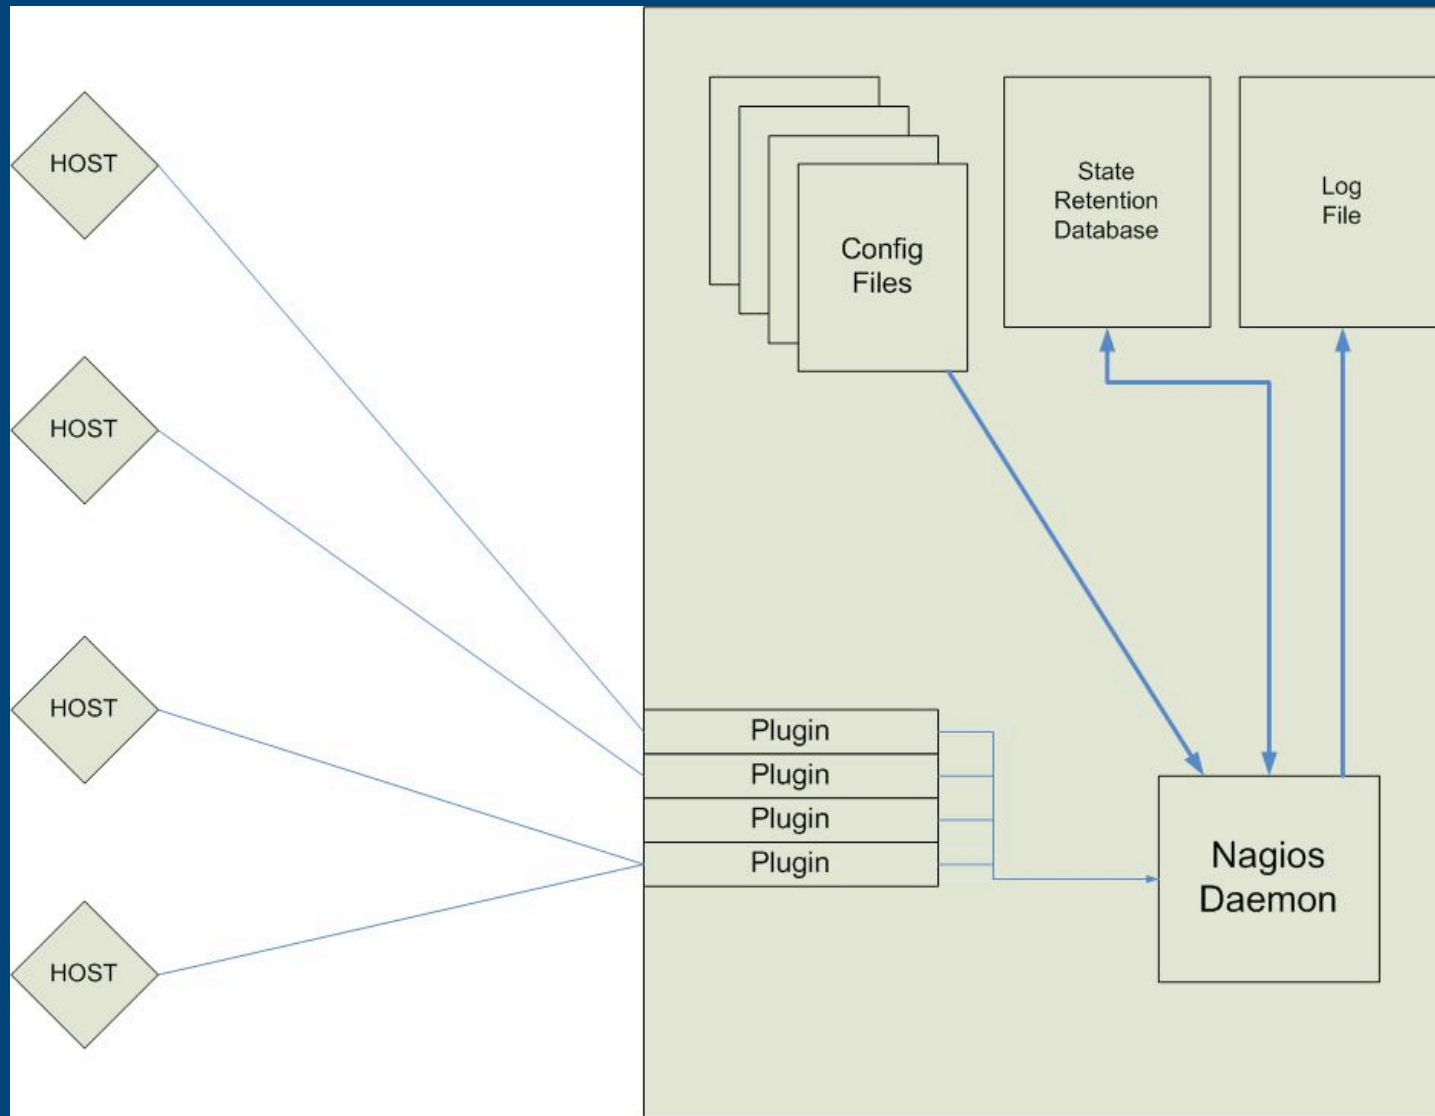 HOST
HOST
HOST
HOST
Config
Files
State
Retention
Database
Log
File
Plugin
Plugin
Plugin
Plugin
Nagios
Daemon